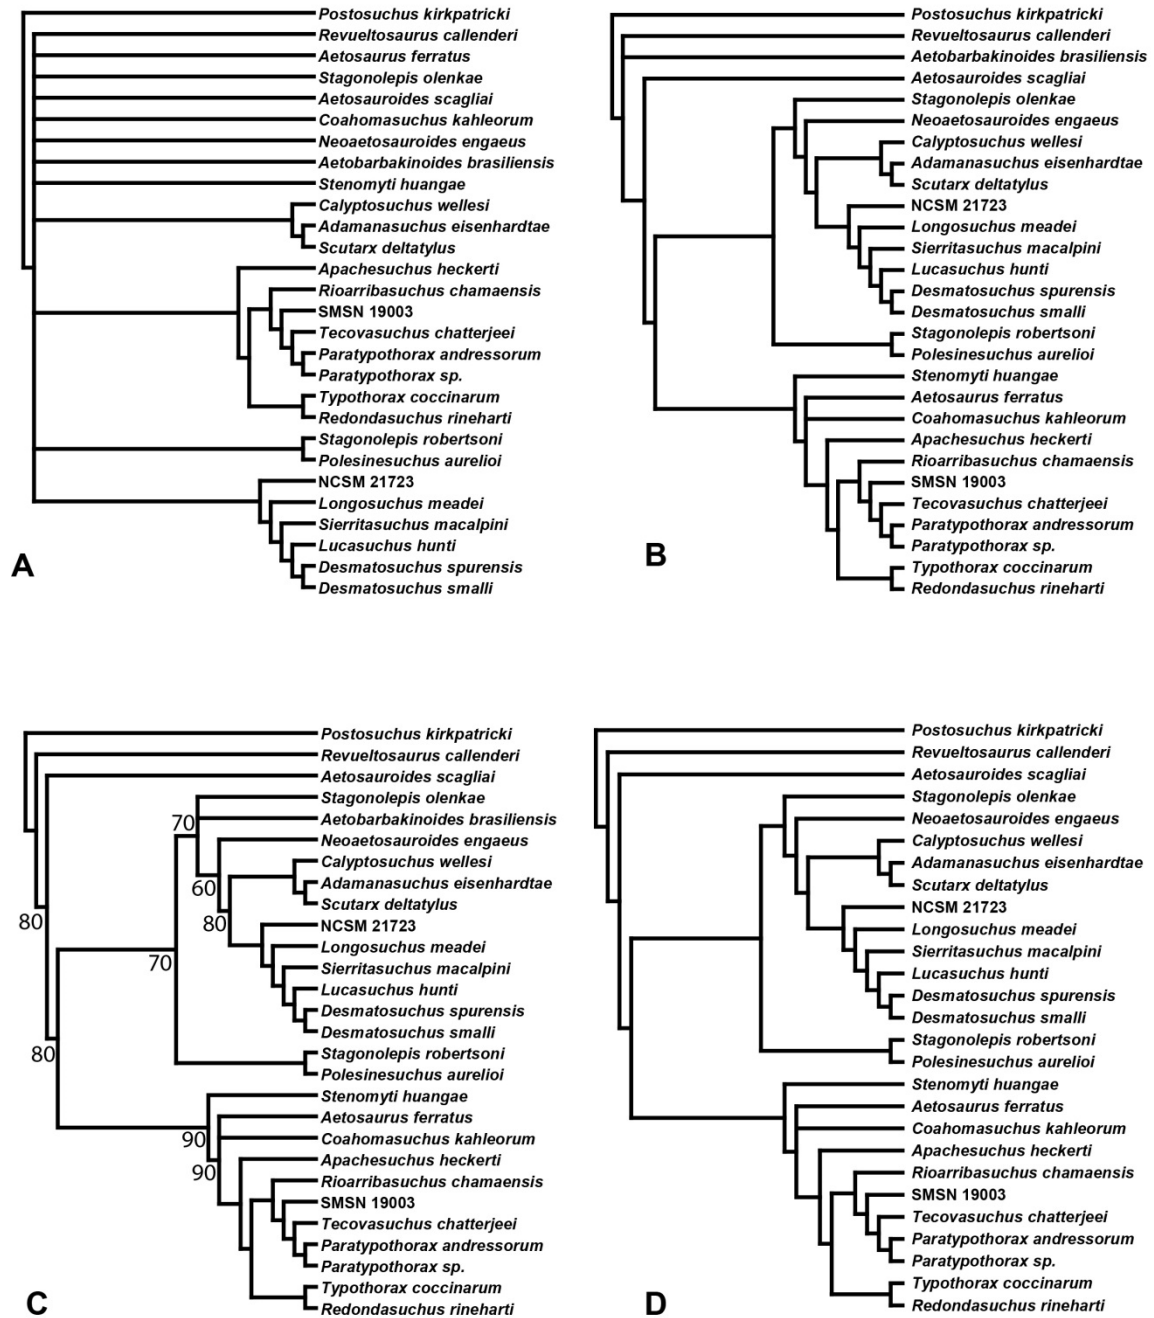 Postosuchus kirkpatricki
Revueltosaurus callenderi
Aetosaurus ferratus
Stagonolepis olenkae
Aetosauroides scagliai
Coahomasuchus kahleorum
Neoaetosauroides engaeus
Aetobarbakinoides brasiliensis
Stenomyti huangae
Calyptosuchus wellesi
Adamanasuchus eisenhardtae
Scutarx deltatylus
Apachesuchus heckerti
Rioarribasuchus chamaensis
SMSN 19003
Tecovasuchus chatterjeei
Paratypothorax andressorum
Paratypothorax sp.
Typothorax coccinarum
Redondasuchus rineharti
Stagonolepis robertsoni
Polesinesuchus aurelioi
NCSM 21723
Longosuchus meadei
Sierritasuchus macalpini
Lucasuchus hunti
Desmatosuchus spurensis
Desmatosuchus smalli
A
Postosuchus kirkpatricki
Revueltosaurus callenderi
Aetobarbakinoides brasiliensis
Aetosauroides scagliai
Stagonolepis olenkae
Neoaetosauroides engaeus
Calyptosuchus wellesi
Adamanasuchus eisenhardtae
Scutarx deltatylus
NCSM 21723
Longosuchus meadei
Sierritasuchus macalpini
Lucasuchus hunti
Desmatosuchus spurensis
Desmatosuchus smalli
Stagonolepis robertsoni
Polesinesuchus aurelioi
Stenomyti huangae
Aetosaurus ferratus
Coahomasuchus kahleorum
Apachesuchus heckerti
Rioarribasuchus chamaensis
SMSN 19003
Tecovasuchus chatterjeei
Paratypothorax andressorum
Paratypothorax sp.
Typothorax coccinarum
Redondasuchus rineharti
B
Postosuchus kirkpatricki
Revueltosaurus callenderi
Aetosauroides scagliai
Stagonolepis olenkae
Aetobarbakinoides brasiliensis
Neoaetosauroides engaeus
Calyptosuchus wellesi
Adamanasuchus eisenhardtae
Scutarx deltatylus
NCSM 21723
Longosuchus meadei
Sierritasuchus macalpini
Lucasuchus hunti
Desmatosuchus spurensis
Desmatosuchus smalli
Stagonolepis robertsoni
Polesinesuchus aurelioi
Stenomyti huangae
Aetosaurus ferratus
Coahomasuchus kahleorum
Apachesuchus heckerti
Rioarribasuchus chamaensis
SMSN 19003
Tecovasuchus chatterjeei
Paratypothorax andressorum
Paratypothorax sp.
Typothorax coccinarum
Redondasuchus rineharti
70
60
80
80
70
80
90
90
C
Postosuchus kirkpatricki
Revueltosaurus callenderi
Aetosauroides scagliai
Stagonolepis olenkae
Neoaetosauroides engaeus
Calyptosuchus wellesi
Adamanasuchus eisenhardtae
Scutarx deltatylus
NCSM 21723
Longosuchus meadei
Sierritasuchus macalpini
Lucasuchus hunti
Desmatosuchus spurensis
Desmatosuchus smalli
Stagonolepis robertsoni
Polesinesuchus aurelioi
Stenomyti huangae
Aetosaurus ferratus
Coahomasuchus kahleorum
Apachesuchus heckerti
Rioarribasuchus chamaensis
SMSN 19003
Tecovasuchus chatterjeei
Paratypothorax andressorum
Paratypothorax sp.
Typothorax coccinarum
Redondasuchus rineharti
D